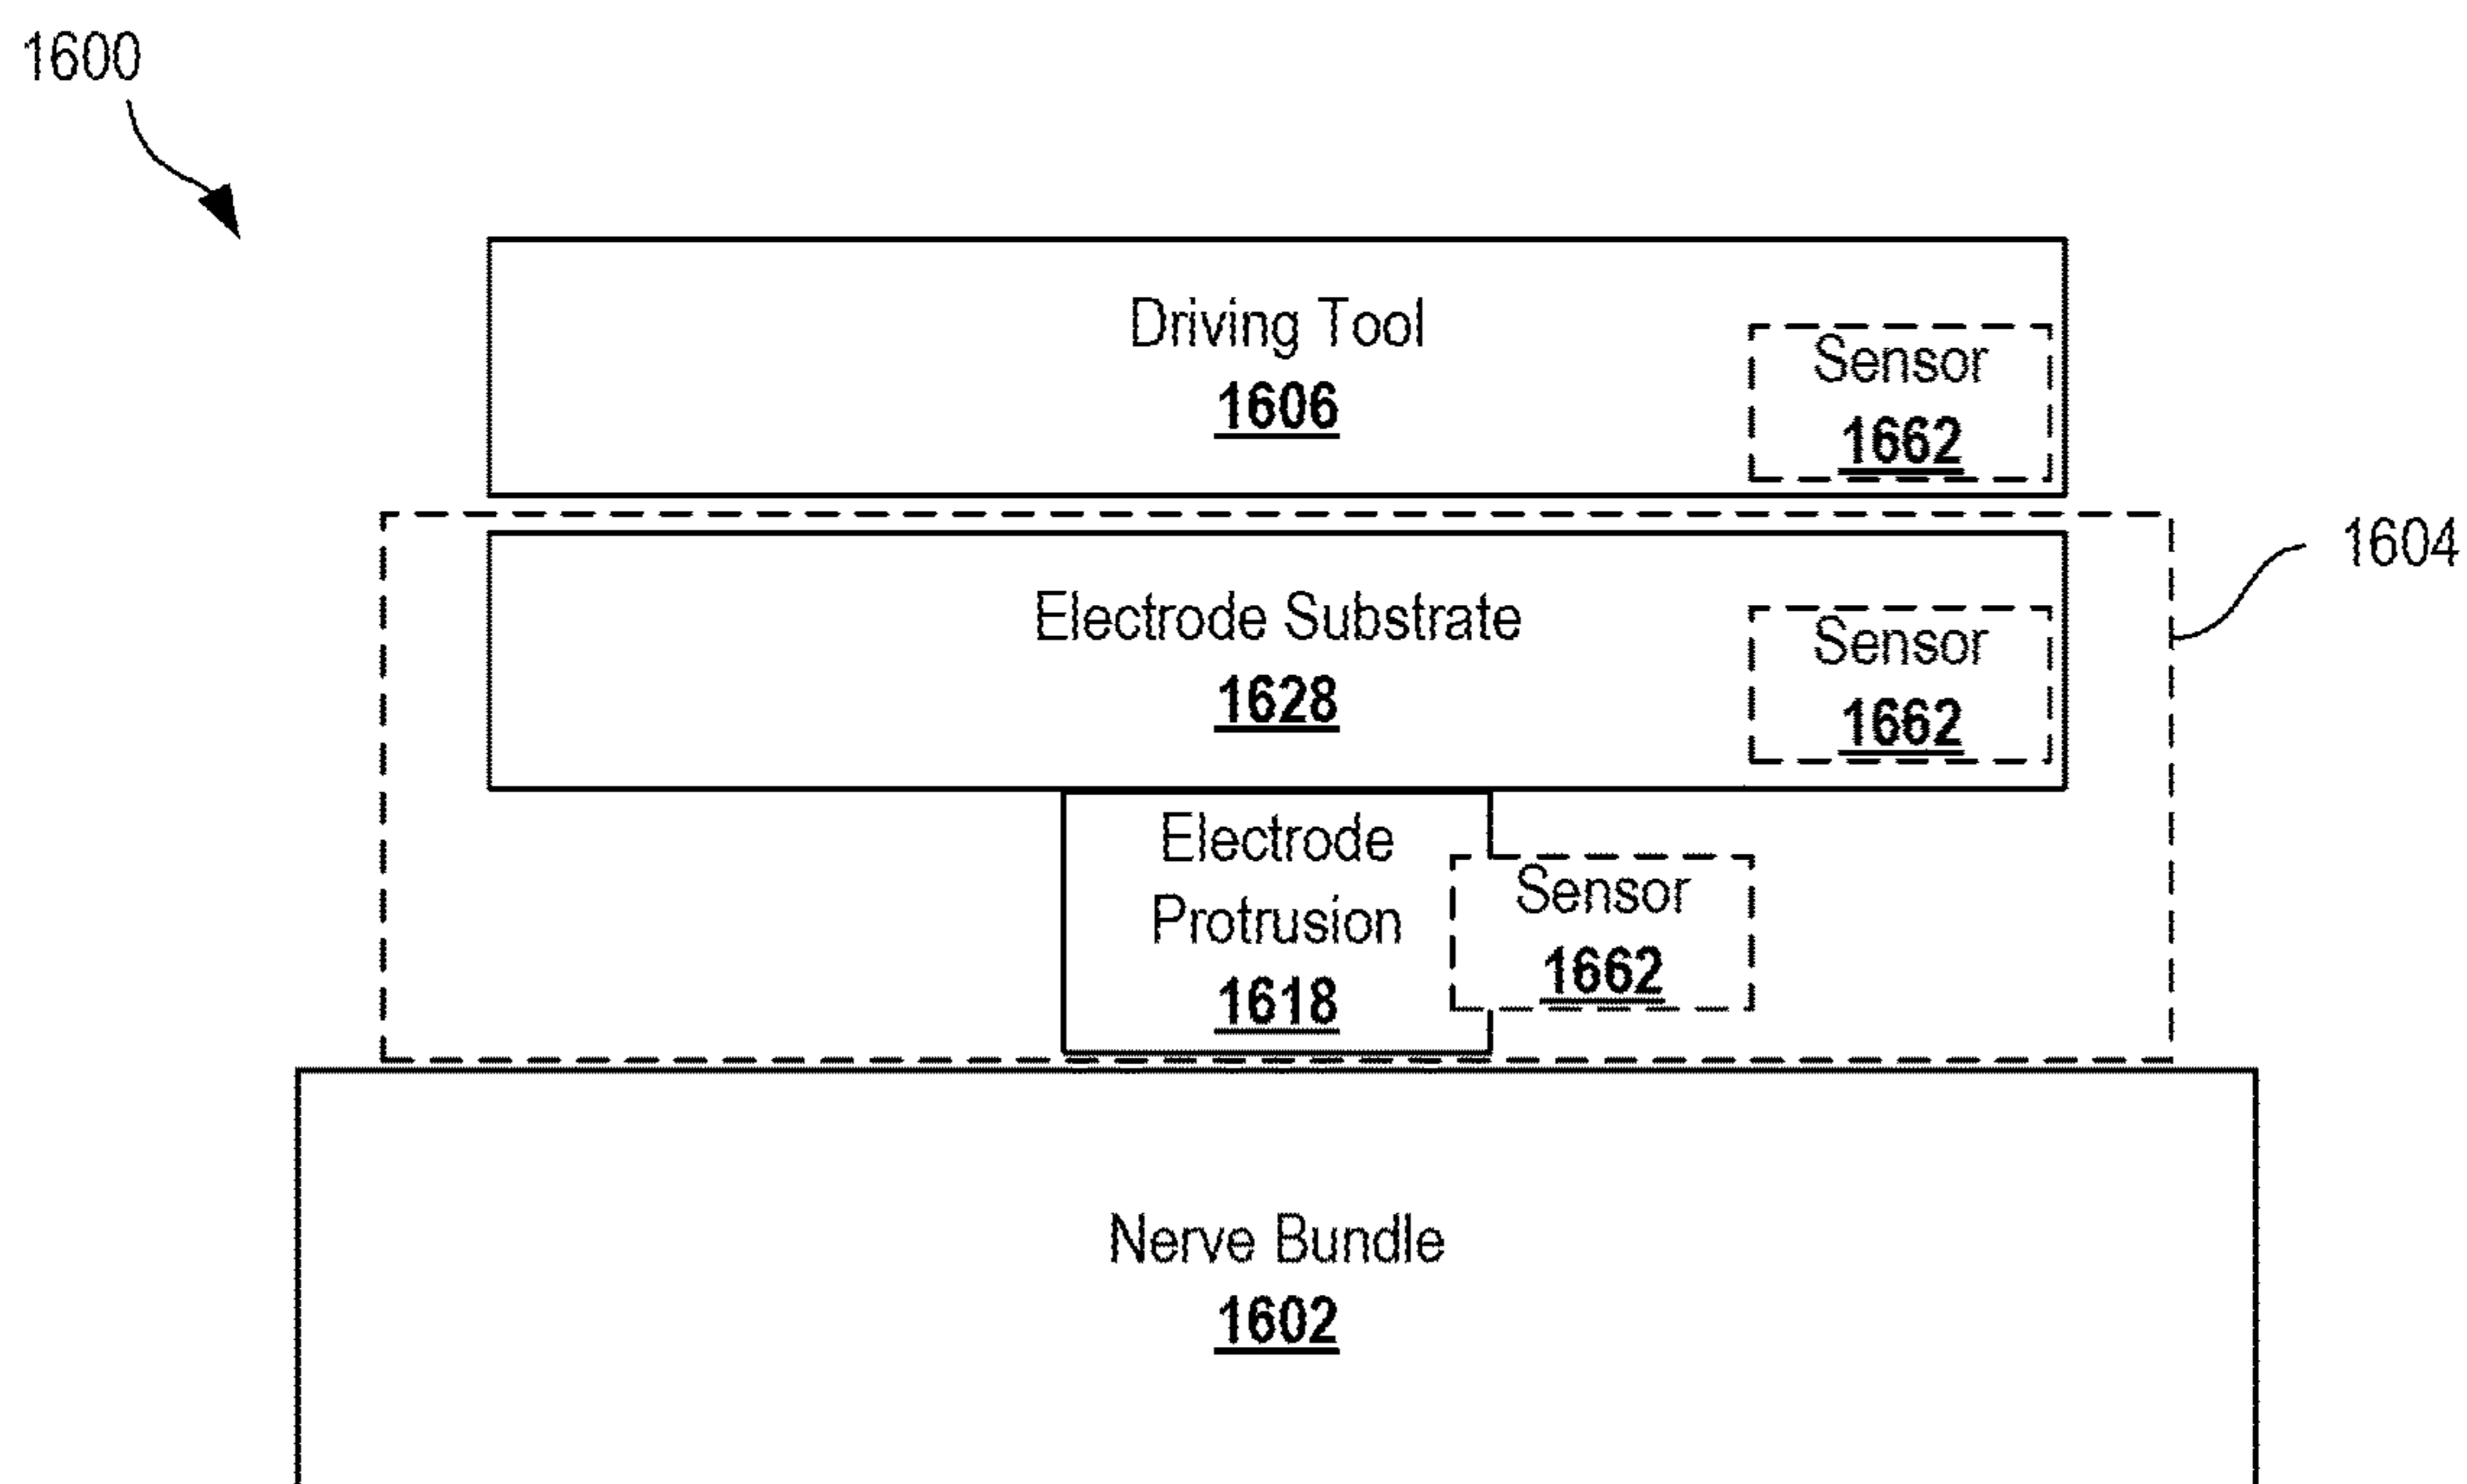 1600
Driving Tool
1606
Sensor
1662
1604
Electrode Substrate
1628
Sensor
1662
Electrode
Protrusion
1618
Sensor
1662
Nerve Bundle
1602